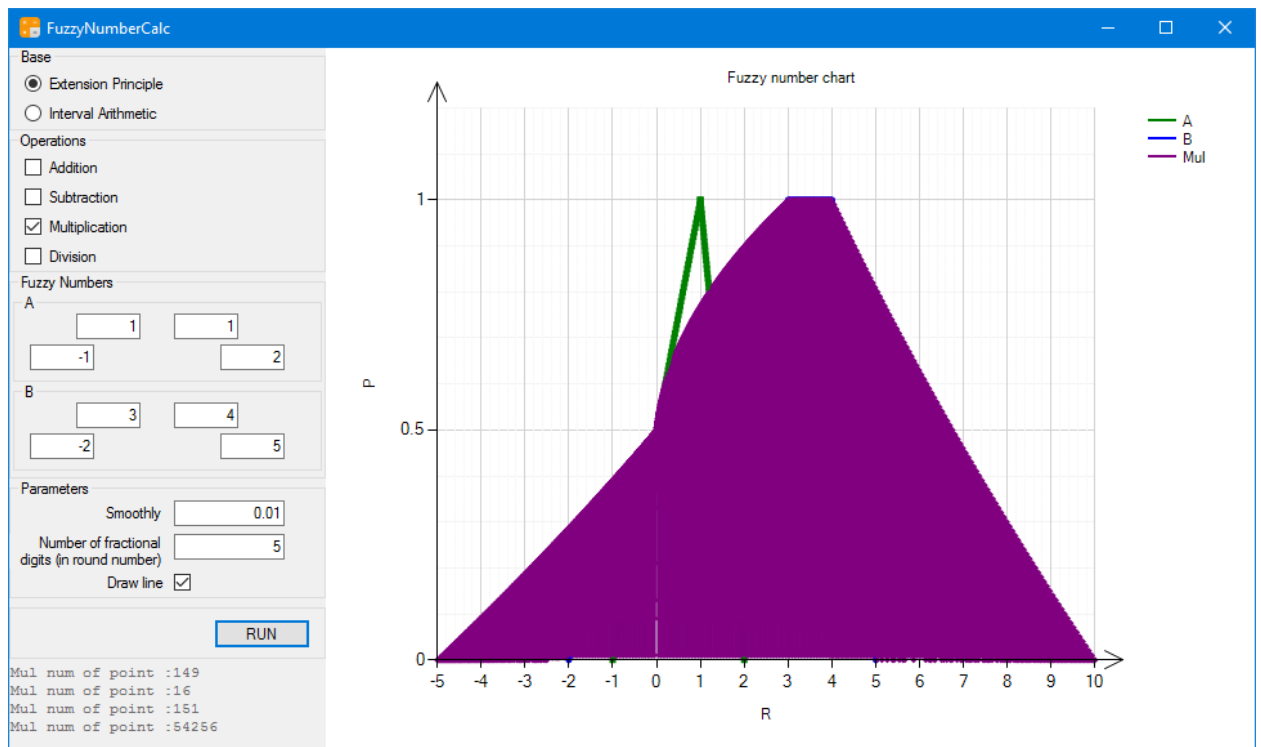 FuzzyNumberCalc
Base
Extension Principle
Interval Arithmetic
Operations
Addition
Subtraction
Multiplication
Division
Fuzzy Numbers
A
1 1
-1 2
B
3 4
-2 5
Parameters
Smoothly 0.01
Number of fractional
digits (in round number) 5
Draw line
RUN
Mul num of point :149
Mul num of point :16
Mul num of point :151
Mul num of point :54256
Fuzzy number chart
A
B
Mul
1
P
0.5
0
-5 -4 -3 -2 -1 0 1 2 3 4 5 6 7 8 9 10
R